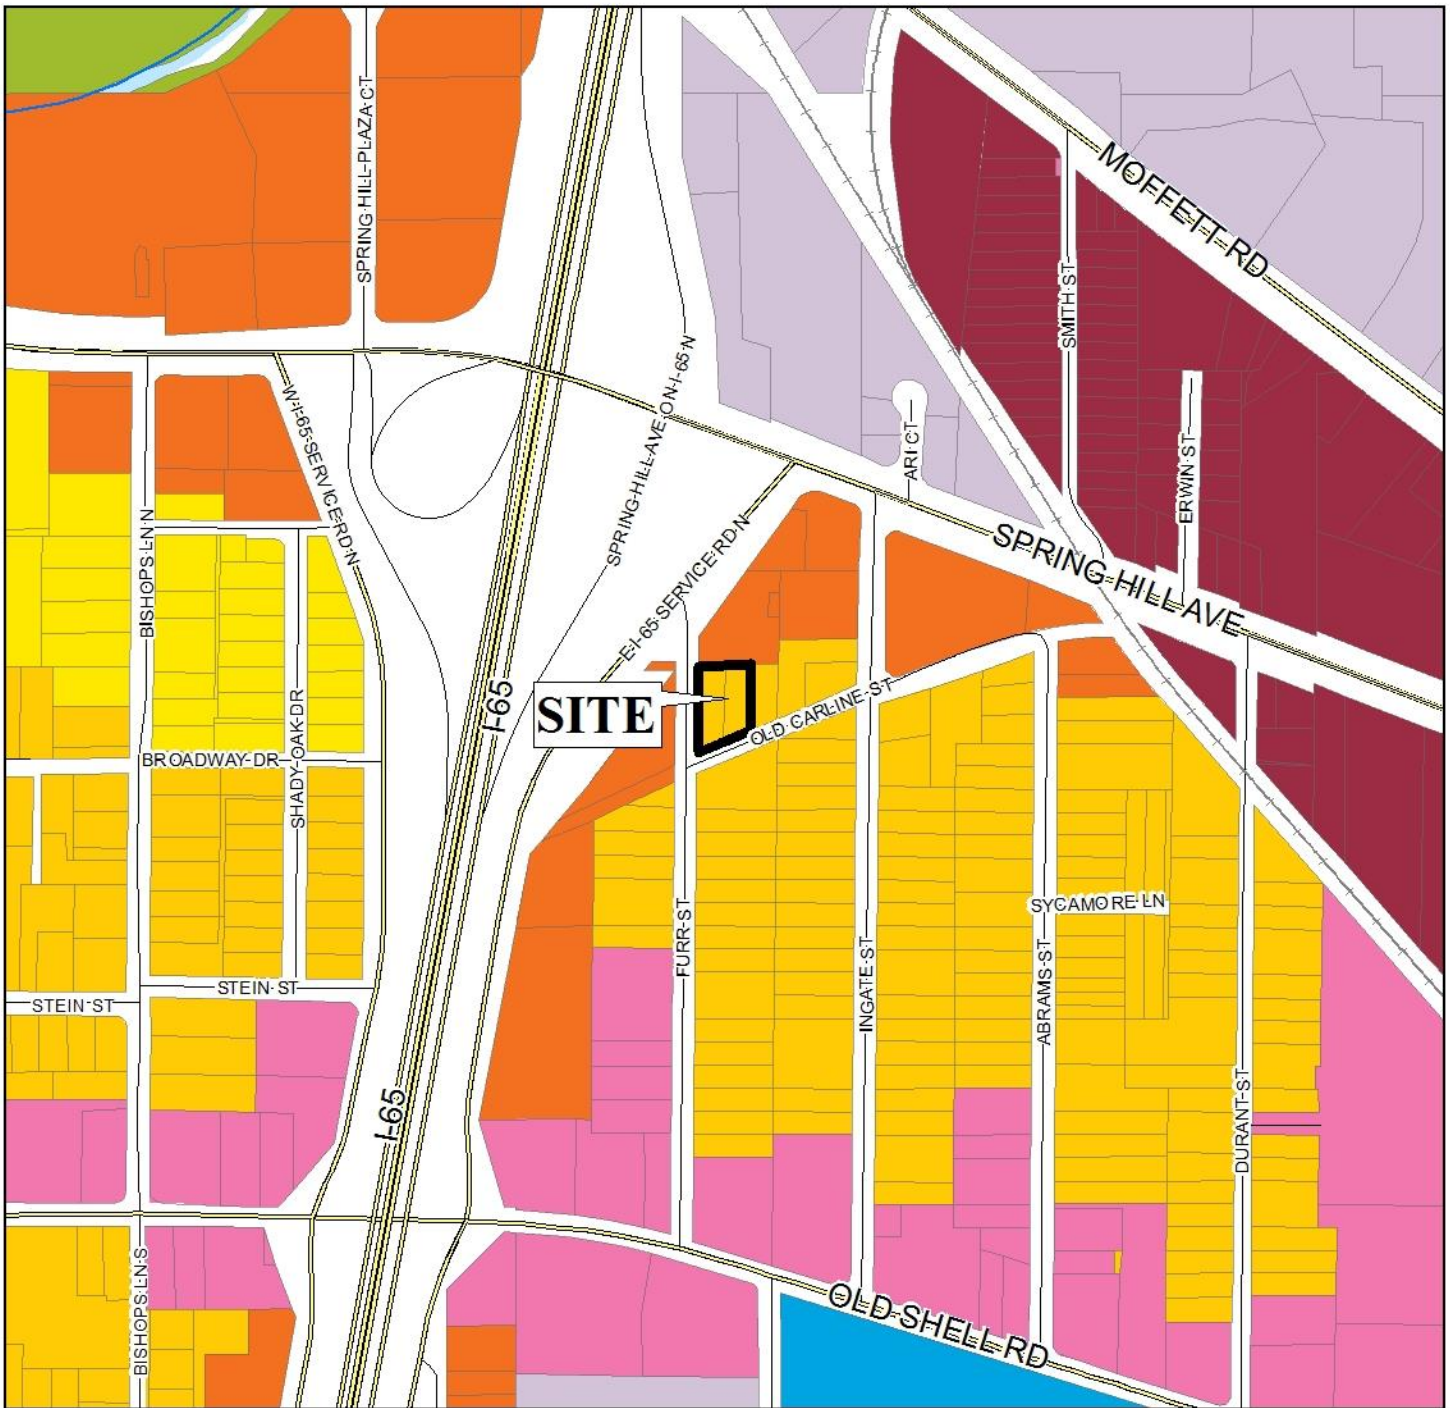 SPRING HILL PLAZA CT
MOFFETT RD
SMITH ST
SPRING HILL AVE ON I-65 N
W I-65 SERVICE RD N
ARI CT
ERWIN ST
BISHOPS LN N
E I-65 SERVICE RD N
SPRING HILL AVE
I-65
SITE
OLD CARLINE ST
SHADY OAK DR
BROADWAY DR
SYCAMORE LN
FURR ST
INGATE ST
ABRAMS ST
STEIN ST
STEIN ST
I-65
DURANT ST
BISHOPS LN S
OLD SHELL RD